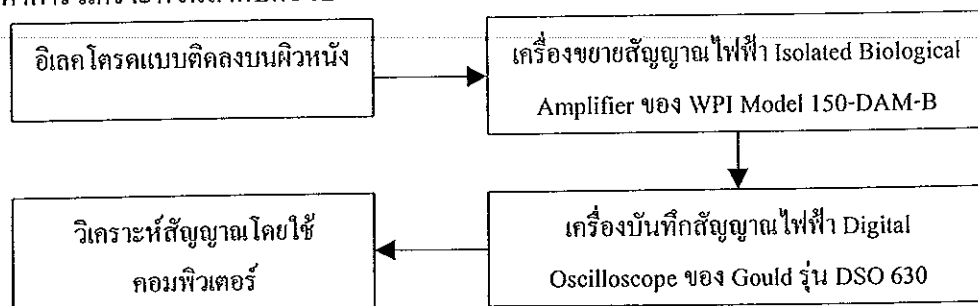 อิเลคโตรดแบบติดลงบนผิวหนัง
เครื่องขยายสัญญาณไฟฟ้า Isolated Biological
Amplifier ของ WPI Model 150-DAM-B
วิเคราะห์สัญญาณโดยใช้
คอมพิวเตอร์
เครื่องบันทึกสัญญาณไฟฟ้า Digital
Oscilloscope ของ Gould รุ่น DSO 630